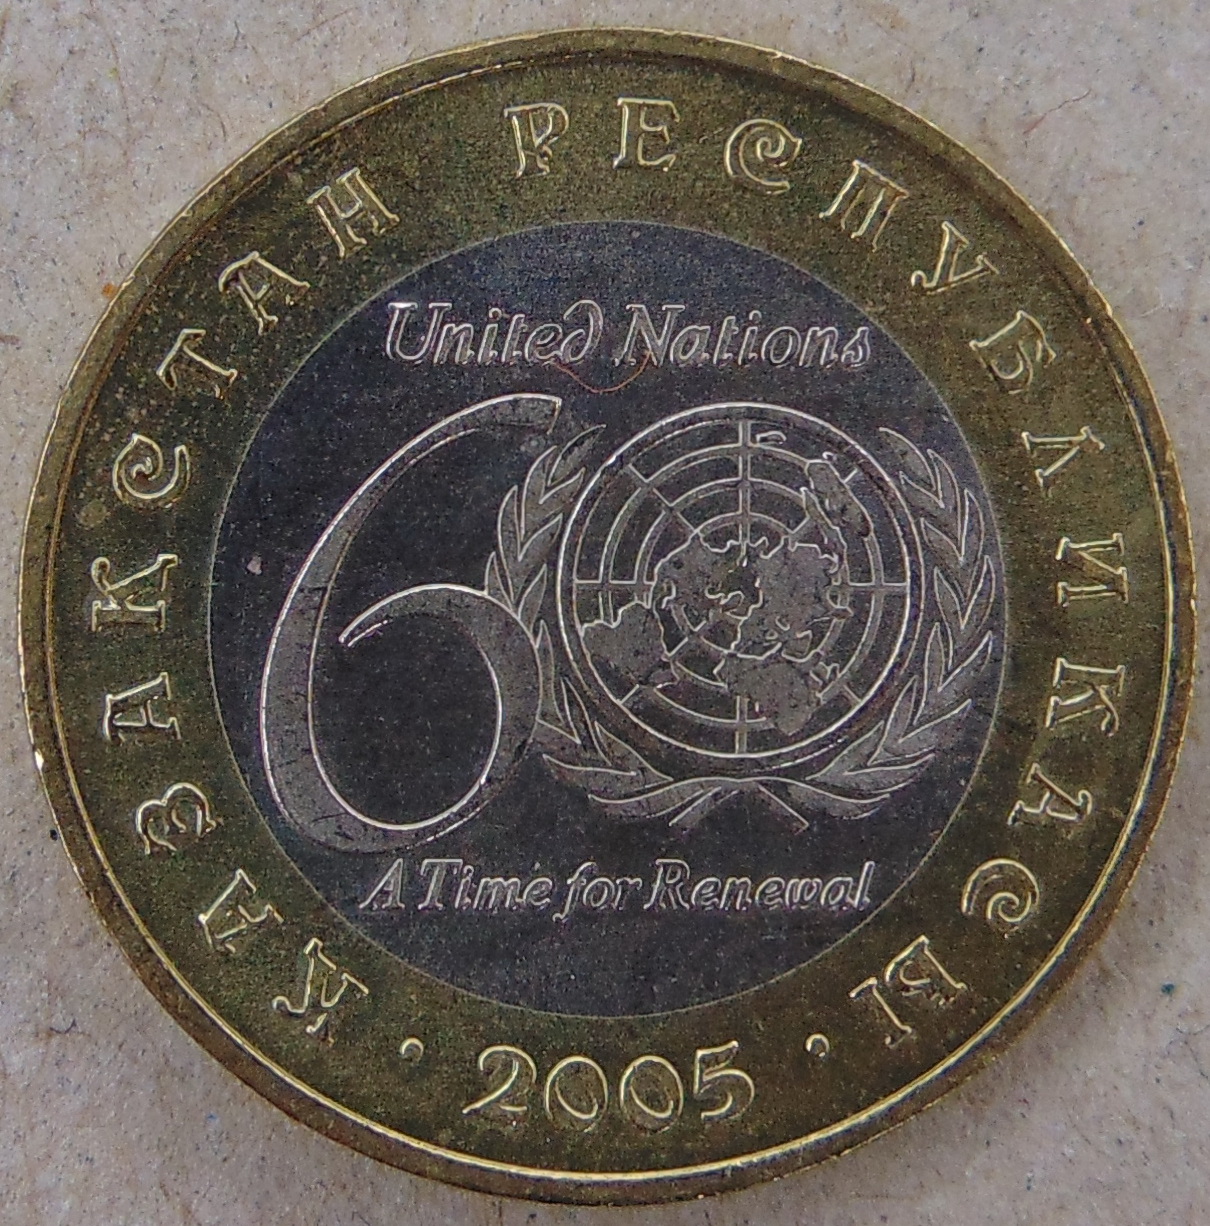 ҚАЗАҚСТАН РЕСПУБЛИКАСЫ
United Nations
60
A Time for Renewal
• 2005 •